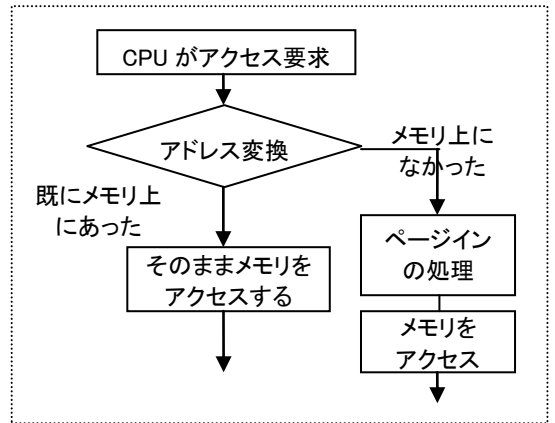 CPU がアクセス要求
アドレス変換
メモリ上に
なかった
既にメモリ上
にあった
そのままメモリを
アクセスする
ページイン
の処理
メモリを
アクセス